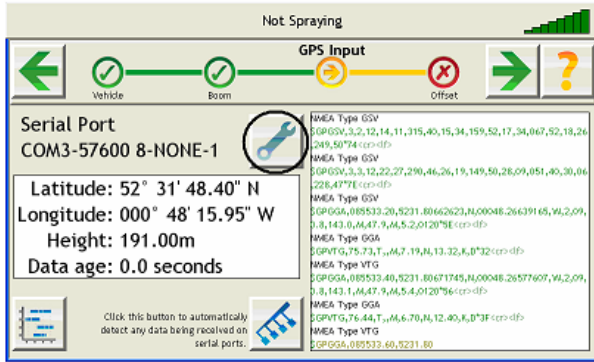 Not Spraying
GPS Input
Vehicle
Boom
Offset
?
Serial Port
COM3-57600 8-NONE-1
Latitude: 52° 31' 48.40" N
Longitude: 000° 48' 15.95" W
Height: 191.00m
Data age: 0.0 seconds
Click this button to automatically
detect any data being received on
serial ports.
NMEA Type GSV
$GPGSV,3,2,12,14,11,315,40,15,34,159,52,17,34,067,52,18,26
,249,50*74<cr><lf>
NMEA Type GSV
$GPGSV,3,3,12,22,27,290,46,26,19,149,50,28,09,051,40,30,06
,228,47*7E<cr><lf>
NMEA Type GSV
$GPGGA,085533.20,5231.80662623,N,00048.26639165,W,2,09,
0.8,143.0,M,47.9,M,5.2,0120*5E<cr><lf>
NMEA Type GGA
$GPVTG,75.73,T,,M,7.19,N,13.32,K,D*32<cr><lf>
NMEA Type VTG
$GPGGA,085533.40,5231.80671745,N,00048.26577607,W,2,09,
0.8,143.1,M,47.9,M,5.4,0120*56<cr><lf>
NMEA Type GGA
$GPVTG,76.44,T,,M,6.70,N,12.40,K,D*3F<cr><lf>
NMEA Type VTG
$GPGGA,085533.60,5231.80